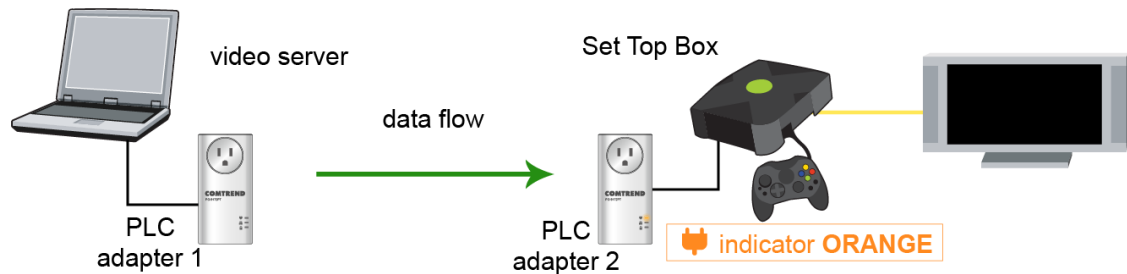 video server
Set Top Box
data flow
COMTREND
COMTREND
PLC
adapter 1
PLC
adapter 2
indicator ORANGE